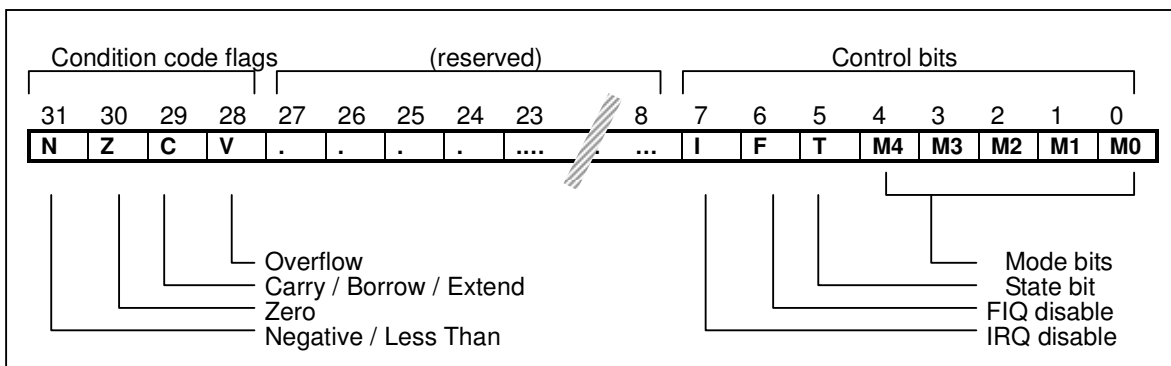 Condition code flags (reserved) Control bits
31 30 29 28 27 26 25 24 23 8 7 6 5 4 3 2 1 0
N Z C V . . . . .... . ... I F T M4 M3 M2 M1 M0
Overflow Mode bits
Carry / Borrow / Extend State bit
Zero FIQ disable
Negative / Less Than IRQ disable